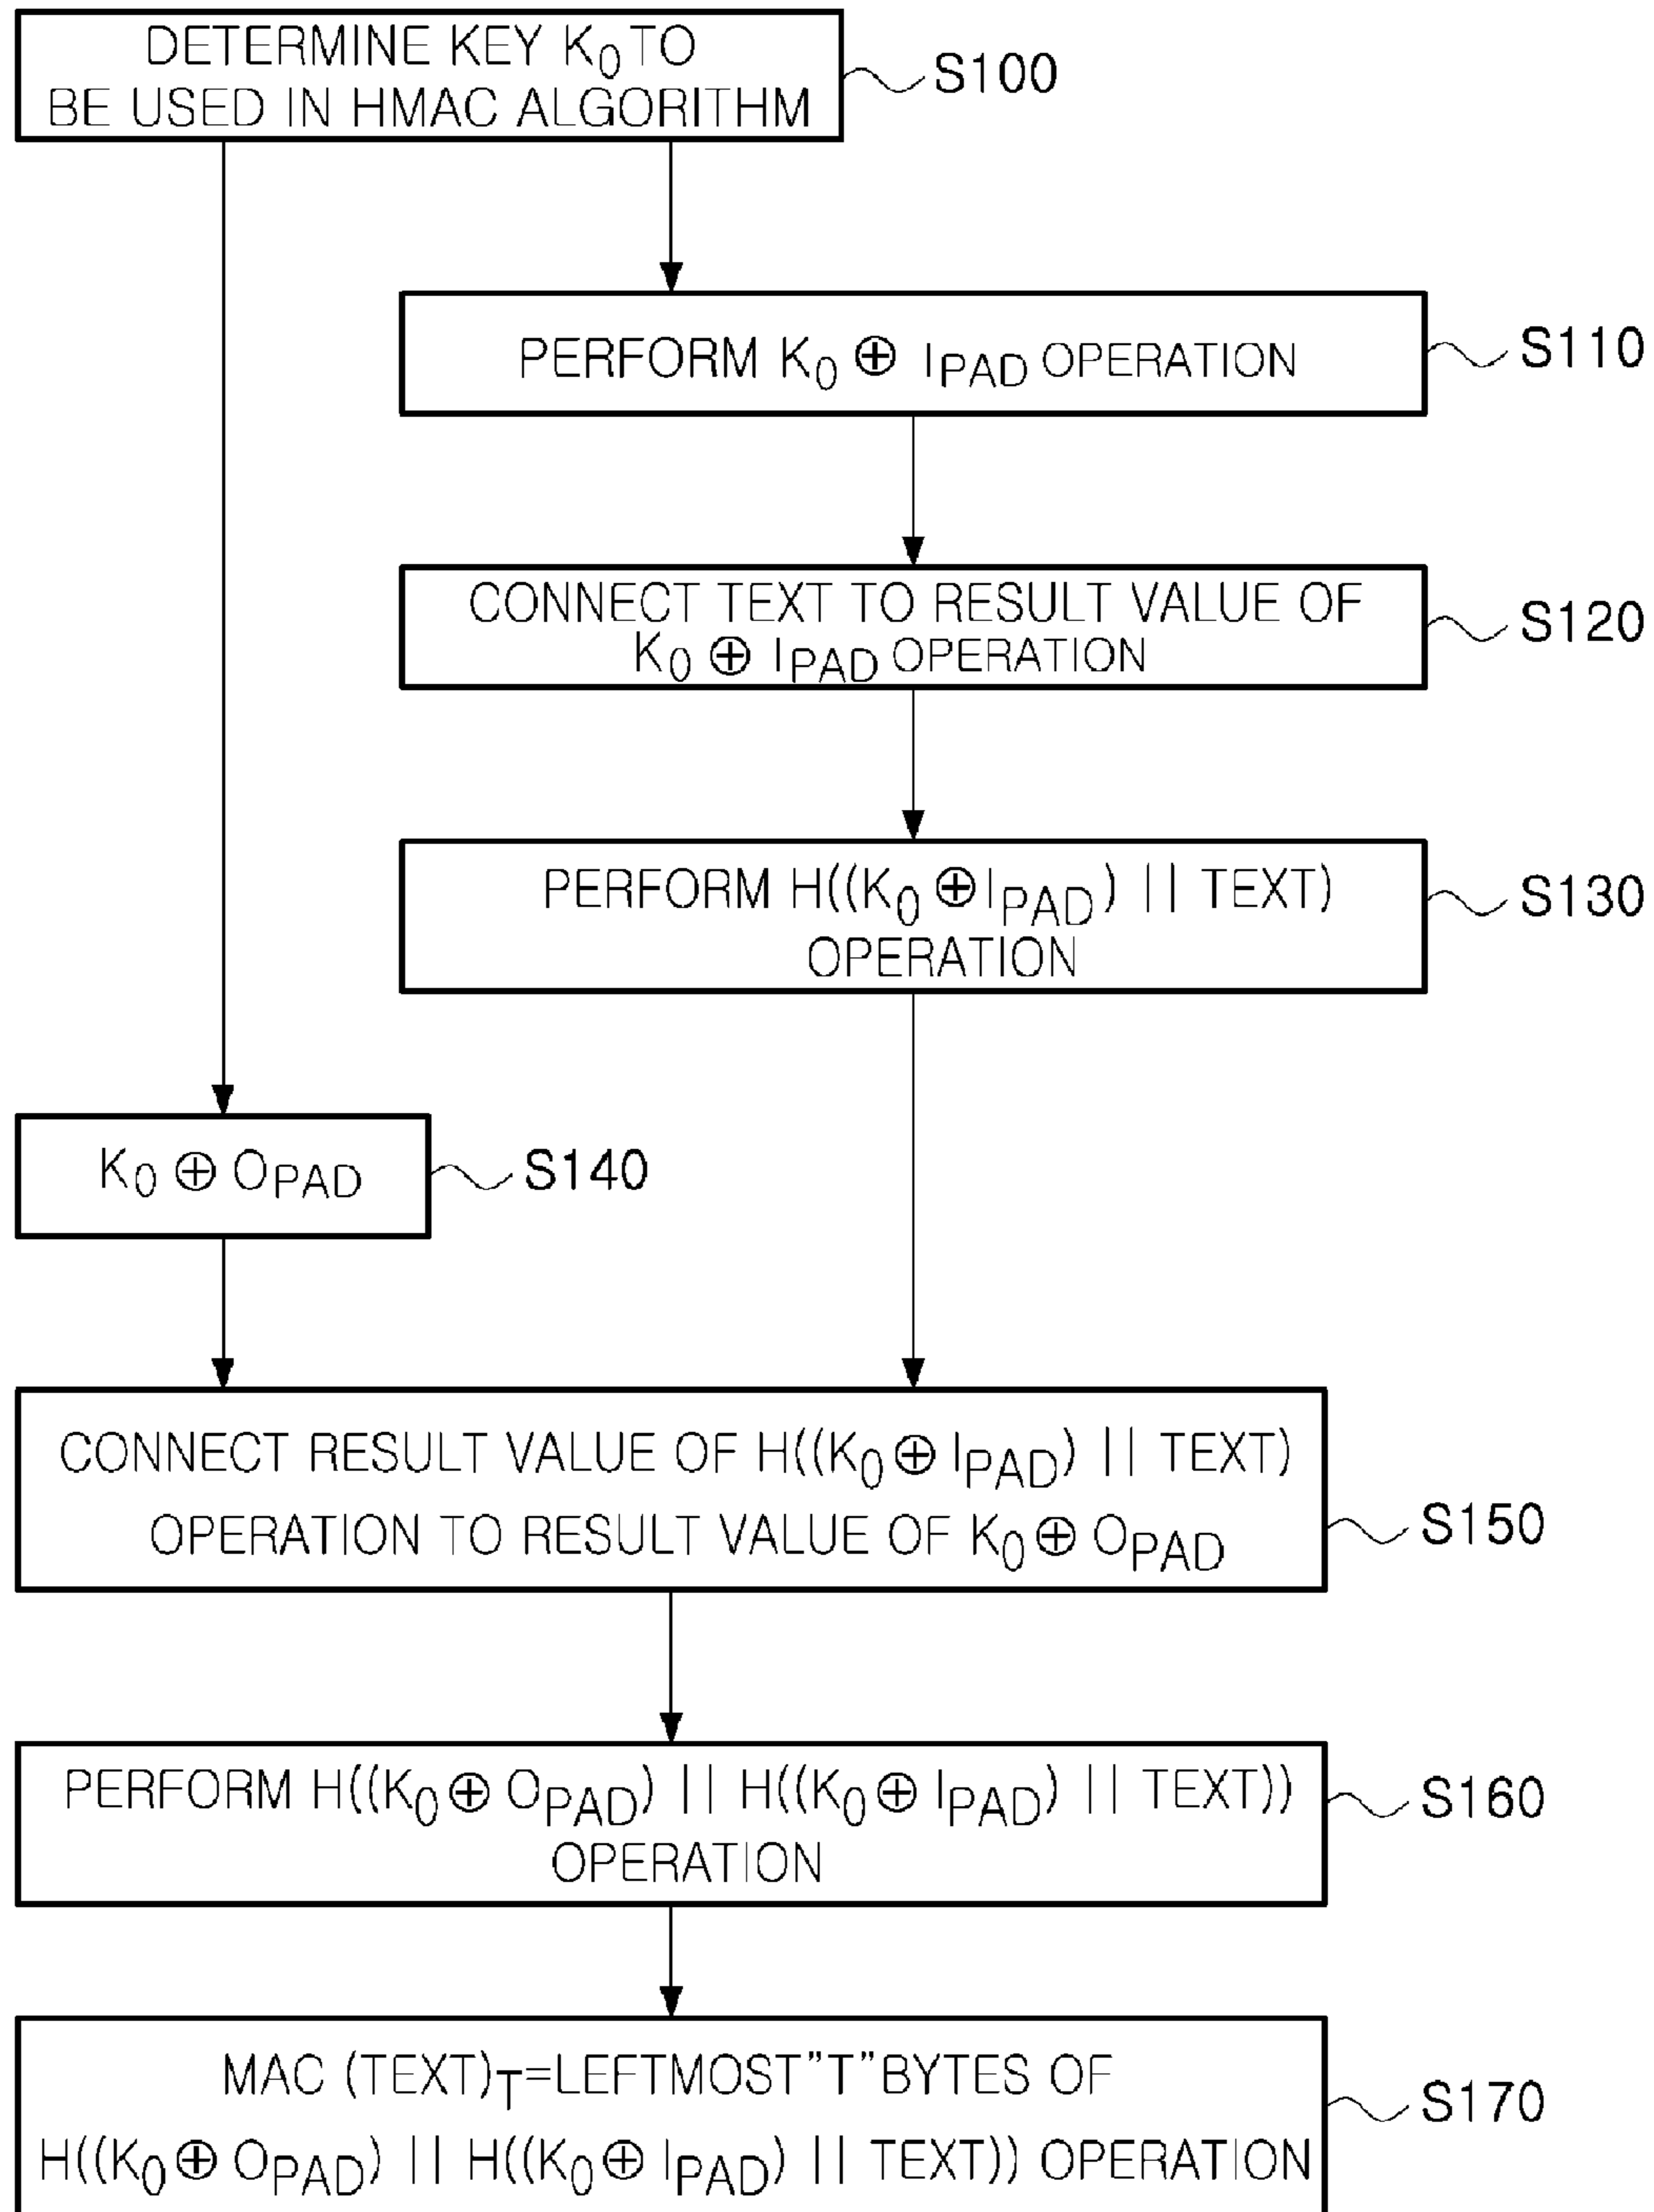 DETERMINE KEY K0 TO
BE USED IN HMAC ALGORITHM
S100
PERFORM K0 ⊕ IPAD OPERATION
S110
CONNECT TEXT TO RESULT VALUE OF
K0 ⊕ IPAD OPERATION
S120
PERFORM H((K0 ⊕IPAD) || TEXT)
OPERATION
S130
K0 ⊕ OPAD
S140
CONNECT RESULT VALUE OF H((K0 ⊕ IPAD) || TEXT)
OPERATION TO RESULT VALUE OF K0 ⊕ OPAD
S150
PERFORM H((K0 ⊕ OPAD) || H((K0 ⊕ IPAD) || TEXT))
OPERATION
S160
MAC (TEXT)T=LEFTMOST"T"BYTES OF
H((K0 ⊕ OPAD) || H((K0 ⊕ IPAD) || TEXT)) OPERATION
S170